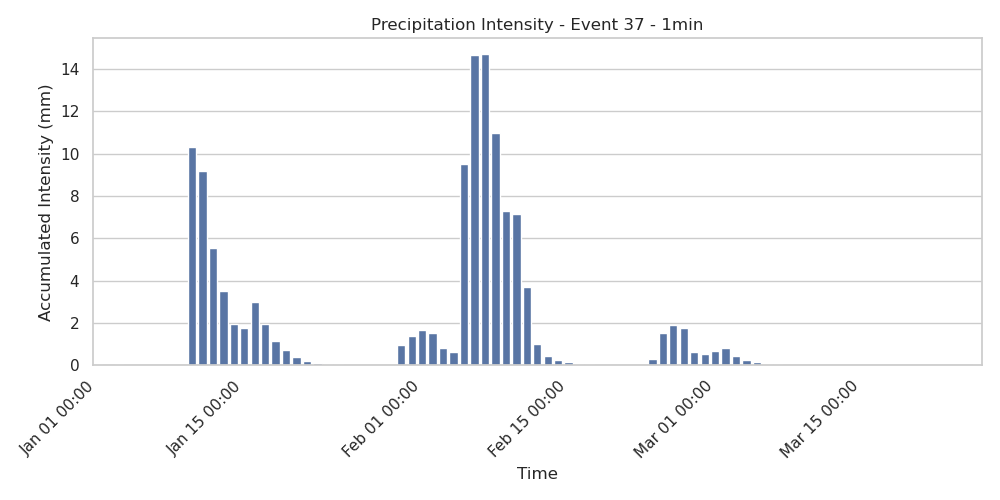 Precipitation Intensity - Event 37 - 1min
Accumulated Intensity (mm)
14
12
10
8
6
4
2
0
Jan 01 00:00
Jan 15 00:00
Feb 01 00:00
Feb 15 00:00
Mar 01 00:00
Mar 15 00:00
Time